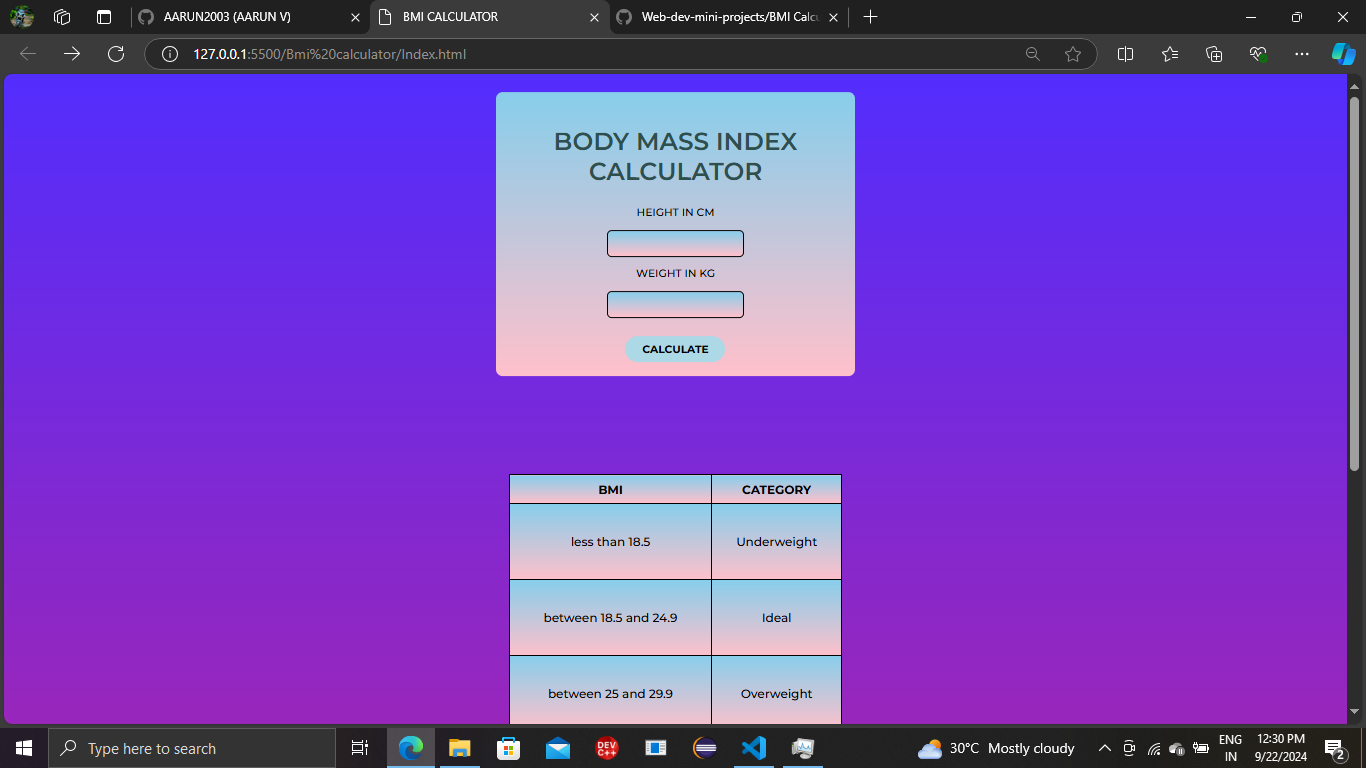 AARUN2003 (AARUN V)
BMI CALCULATOR
Web-dev-mini-projects/BMI Calcu
127.0.0.1:5500/Bmi%20calculator/Index.html
BODY MASS INDEX
CALCULATOR
HEIGHT IN CM
WEIGHT IN KG
CALCULATE
BMI CATEGORY
less than 18.5 Underweight
between 18.5 and 24.9 Ideal
between 25 and 29.9 Overweight
Type here to search
DEV
C++
30°C Mostly cloudy
ENG
IN
12:30 PM
9/22/2024
2